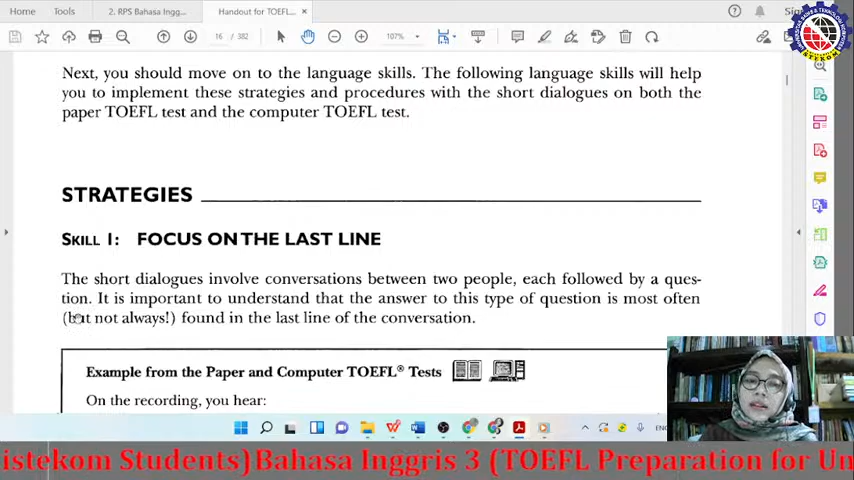 Home Tools 2. RPS Bahasa Ingg... Handout for TOEFL... × Sig
16 / 382 107%
Next, you should move on to the language skills. The following language skills will help
you to implement these strategies and procedures with the short dialogues on both the
paper TOEFL test and the computer TOEFL test.
STRATEGIES
SKILL 1: FOCUS ON THE LAST LINE
The short dialogues involve conversations between two people, each followed by a ques-
tion. It is important to understand that the answer to this type of question is most often
(but not always!) found in the last line of the conversation.
Example from the Paper and Computer TOEFL® Tests
On the recording, you hear:
ENG
istekom Students)Bahasa Inggris 3 (TOEFL Preparation for Un
STEKOM